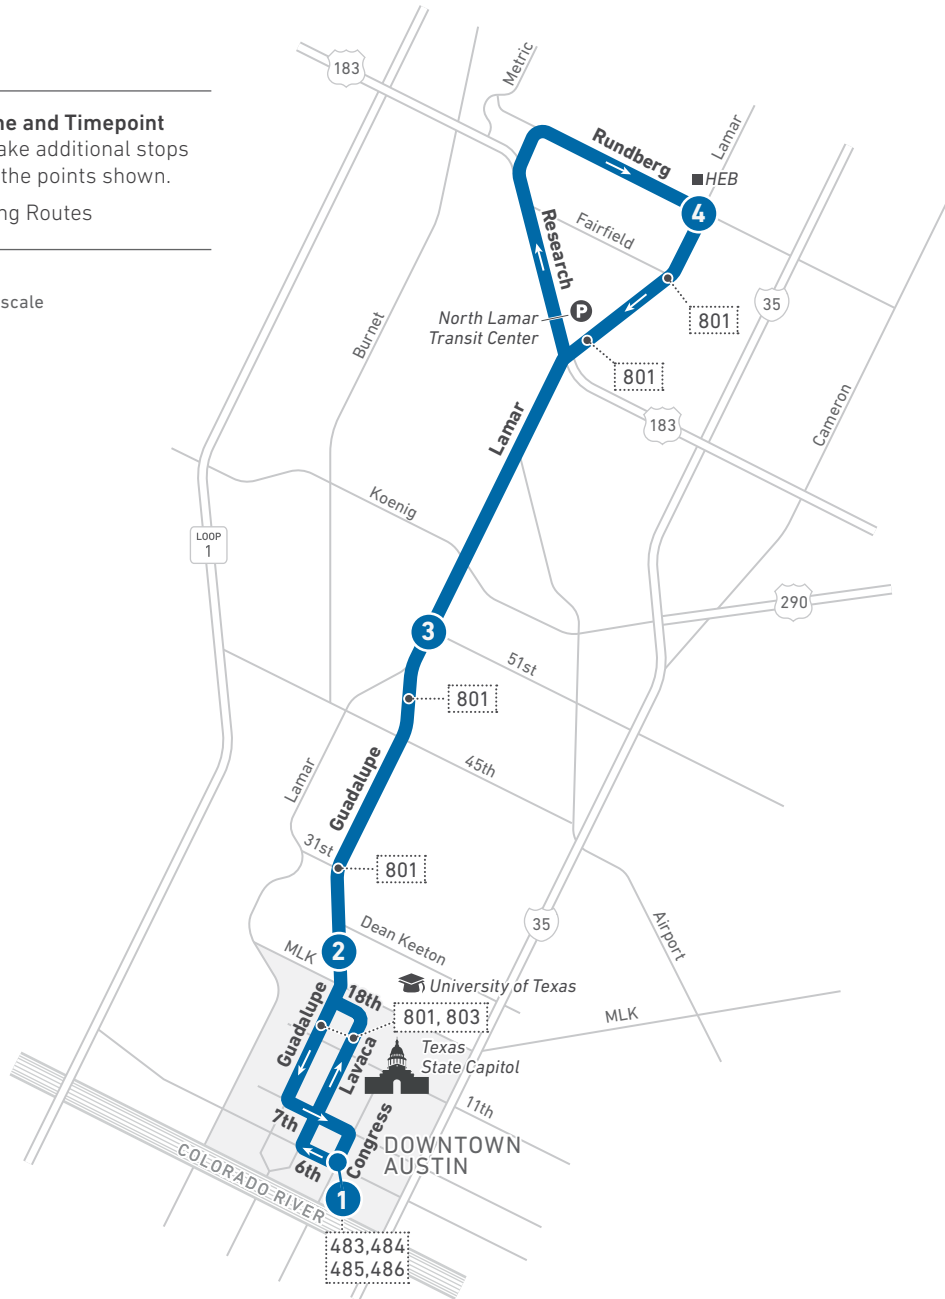 183
Metric
ne and Timepoint
ake additional stops
the points shown.
ng Routes
scale
Rundberg
Lamar
HEB
4
Fairfield
Research
801
35
P
North Lamar
Transit Center
801
Burnet
Cameron
183
Lamar
Koenig
LOOP
1
290
3
51st
801
45th
Lamar
Guadalupe
31st
801
35
Airport
Dean Keeton
MLK
2
University of Texas
18th
801, 803
MLK
Guadalupe
Lavaca
Texas
State Capitol
11th
7th
Congress
DOWNTOWN
AUSTIN
6th
COLORADO RIVER
1
483,484
485,486